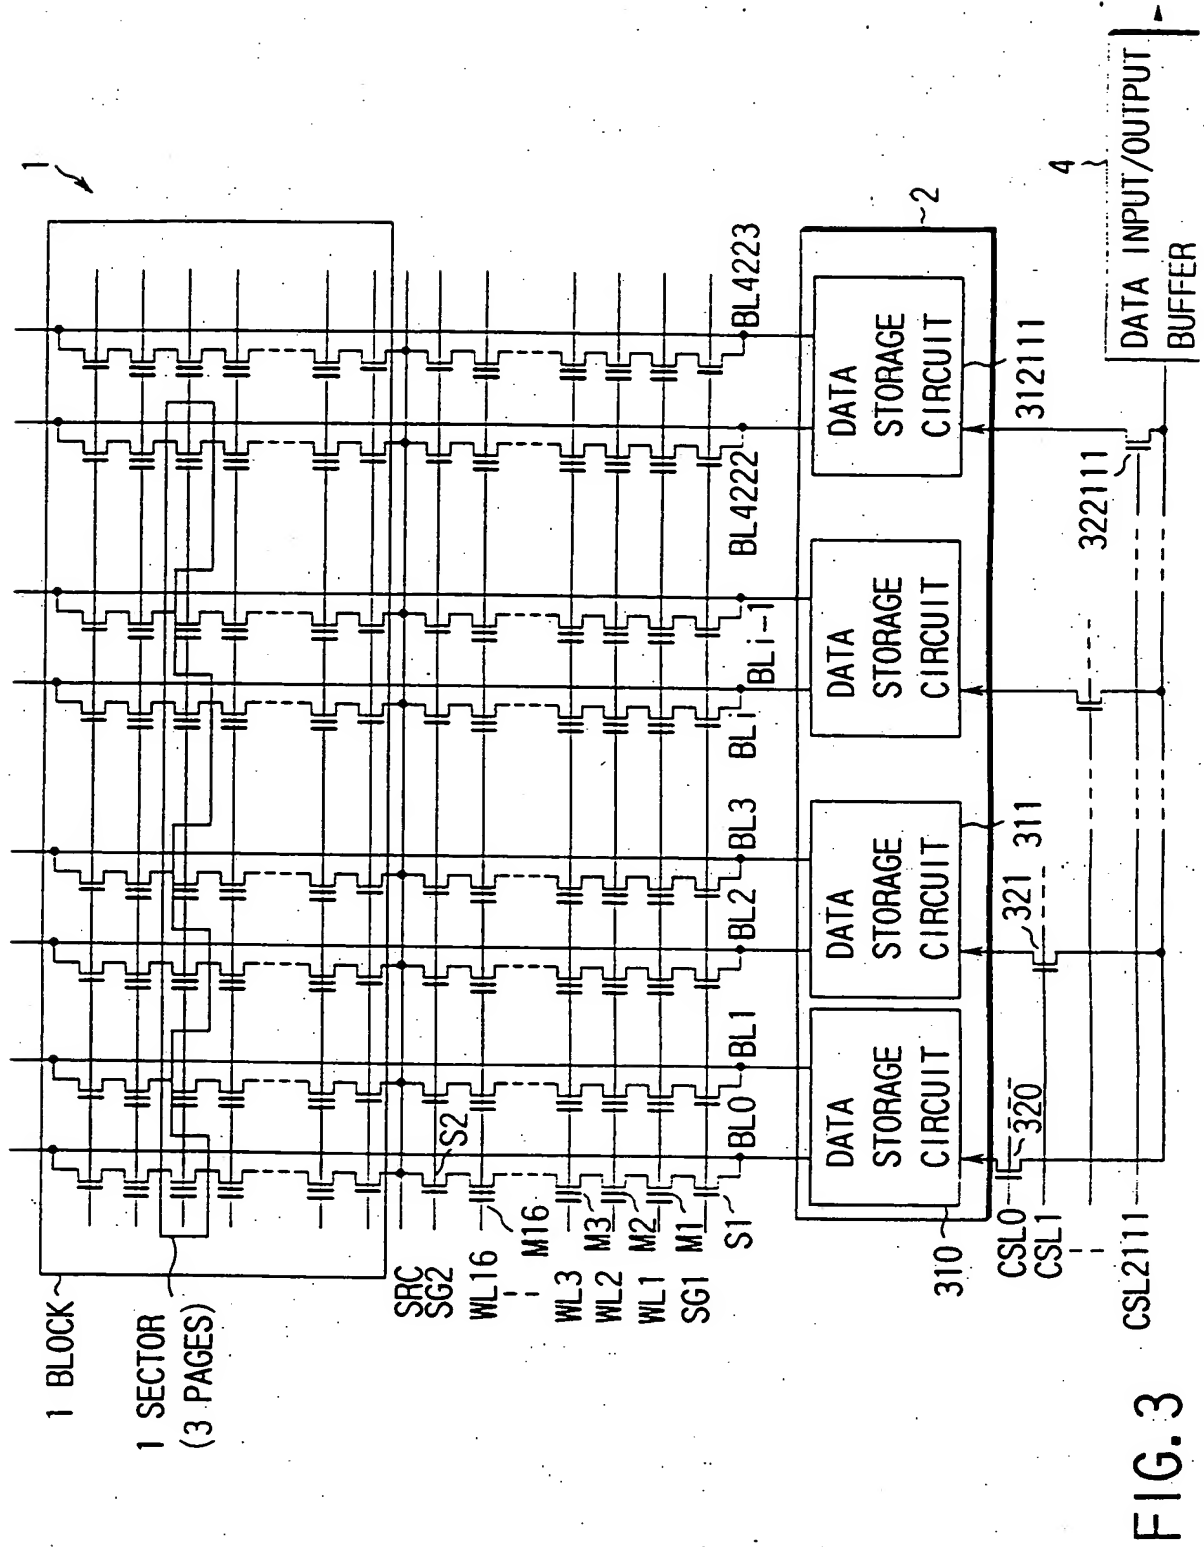 1 BLOCK
1 SECTOR
(3 PAGES)
1
SRC
SG2
WL16
WL3
WL2
WL1
SG1
S2
M16
M3
M2
M1
S1
BL0
BL1
BL2
BL3
BLi
BLi-1
BL4222
BL4223
DATA
STORAGE
CIRCUIT
DATA
STORAGE
CIRCUIT
DATA
STORAGE
CIRCUIT
DATA
STORAGE
CIRCUIT
2
310
311
312111
CSL0
CSL1
CSL2111
320
321
322111
4
DATA INPUT/OUTPUT
BUFFER
FIG. 3